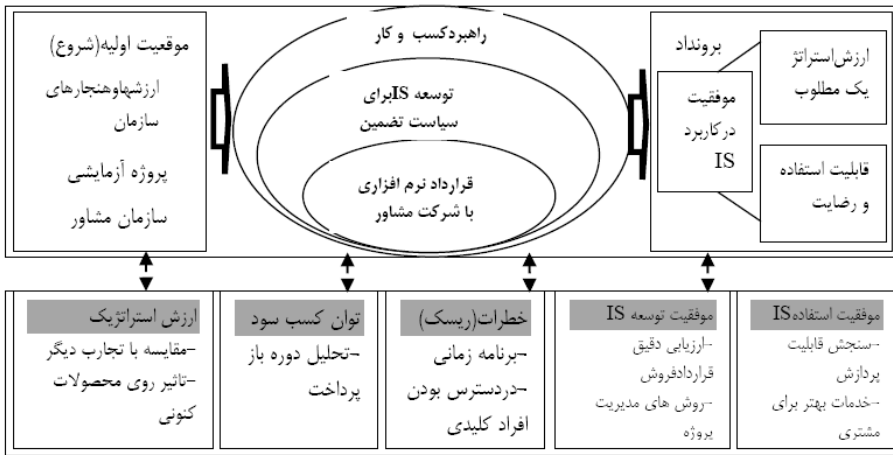 موقعیت اولیه(شروع)
ارزشهاوهنجارهای
سازمان
پروژه آزمایشی
سازمان مشاور
راهبردکسب و کار
توسعه ISبرای
سیاست تضمین
قرارداد نرم افزاری
با شرکت مشاور
برونداد
موفقیت
درکاربرد
IS
ارزش‌استراتژ
یک مطلوب
قابلیت استفاده
و رضایت
ارزش استراتژیک
-مقایسه با تجارب دیگر
-تاثیر روی محصولات
کنونی
توان کسب سود
-تحلیل دوره باز
پرداخت
خطرات(ریسک)
-برنامه زمانی
-دردسترس بودن
افراد کلیدی
موفقیت توسعه IS
-ارزیابی دقیق
قراردادفروش
-روش های مدیریت
پروژه
موفقیت استفادهIS
-سنجش قابلیت
پردازش
-خدمات بهتر برای
مشتری